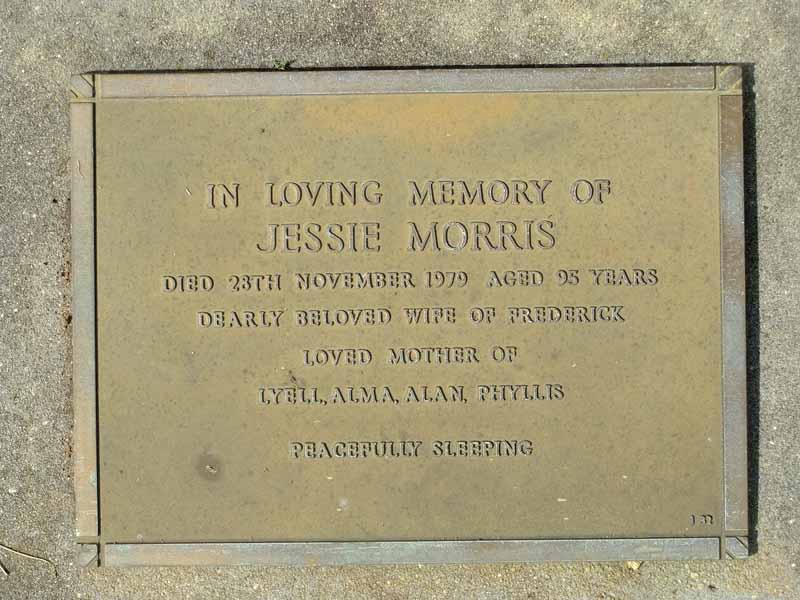 IN LOVING MEMORY OF
JESSIE MORRIS
DIED 28TH NOVEMBER 1979 AGED 95 YEARS
DEARLY BELOVED WIFE OF FREDERICK
LOVED MOTHER OF
LYELL, ALMA, ALAN, PHYLLIS
PEACEFULLY SLEEPING